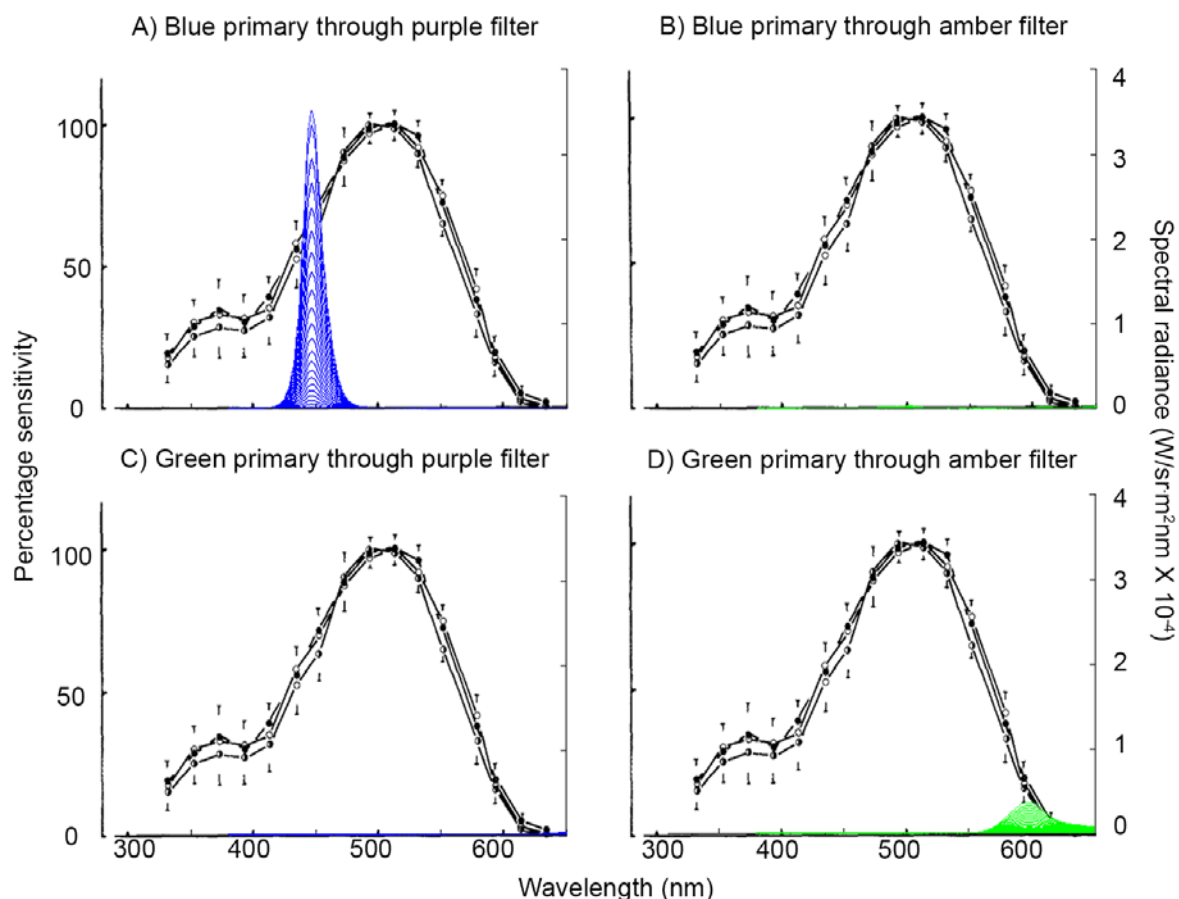 A) Blue primary through purple filter
B) Blue primary through amber filter
100
50
0
4
3
2
1
0
C) Green primary through purple filter
D) Green primary through amber filter
100
50
0
4
3
2
1
0
300 400 500 600
300 400 500 600
Percentage sensitivity
Spectral radiance (W/sr·m²nm X 10⁻⁴)
Wavelength (nm)